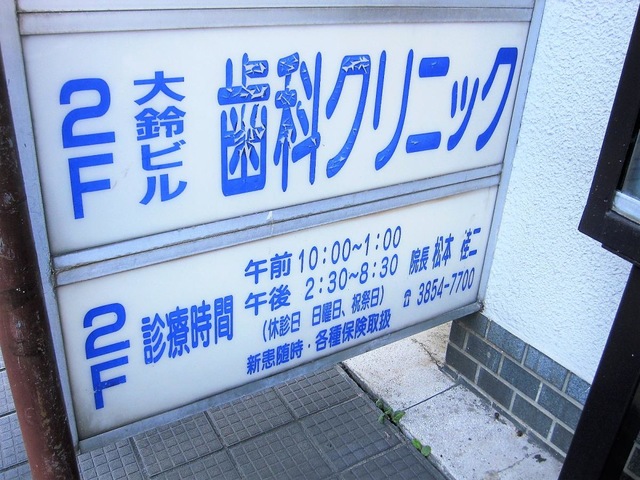 2F
大鈴ビル
歯科クリニック
2F
診療時間
午前 10:00~1:00
午後 2:30~8:30
(休診日 日曜日、祝祭日)
新患随時・各種保険取扱
院長 松本 桂二
☎ 3854-7700